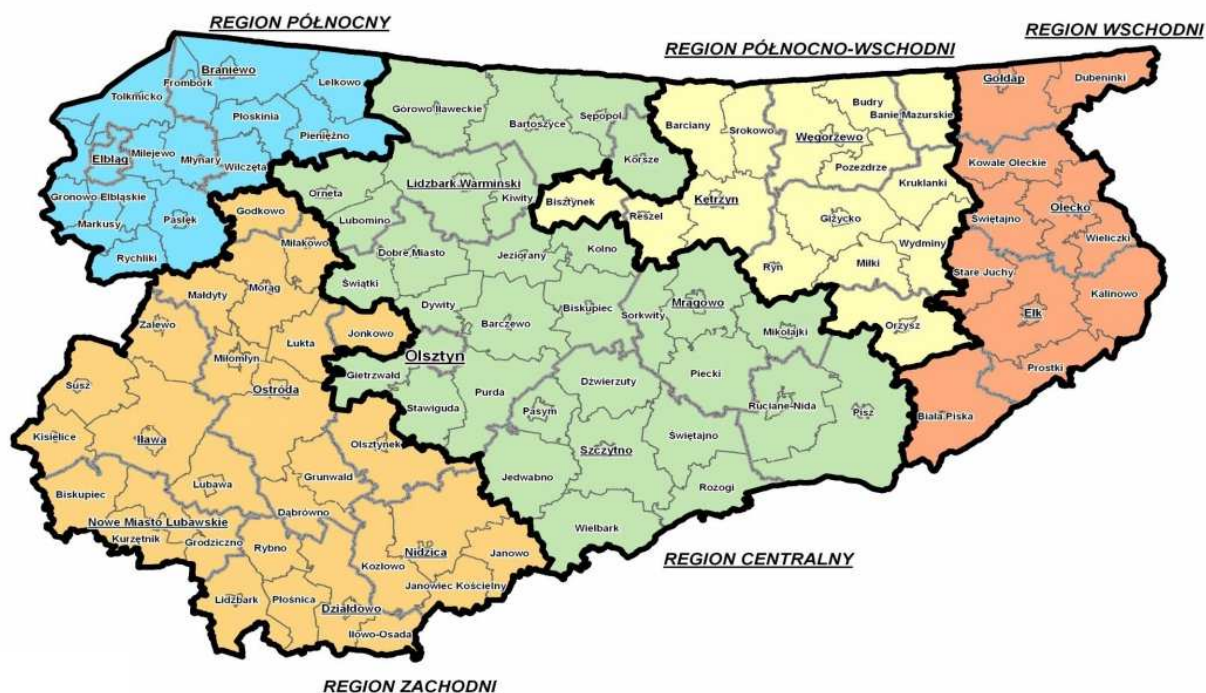 REGION PÓŁNOCNY
REGION PÓŁNOCNO-WSCHODNI
REGION WSCHODNI
Braniewo
Frombork
Lelkowo
Tolkmicko
Płoskinia
Pieniężno
Elbląg
Milejewo
Młynary
Wilczęta
Gronowo Elbląskie
Markusy
Pasłęk
Rychliki
Górowo Iławeckie
Bartoszyce
Sępopol
Korsze
Orneta
Lidzbark Warmiński
Kiwity
Lubomino
Dobre Miasto
Jeziorany
Kolno
Świątki
Dywity
Barczewo
Biskupiec
Sorkwity
Mrągowo
Mikołajki
Olsztyn
Gietrzwałd
Stawiguda
Purda
Dźwierzuty
Piecki
Ruciane-Nida
Pisz
Pasym
Szczytno
Świętajno
Jedwabno
Rozogi
Wielbark
Barciany
Srokowo
Węgorzewo
Budry
Banie Mazurskie
Pozezdrze
Kruklanki
Bisztynek
Reszel
Kętrzyn
Giżycko
Wydminy
Ryn
Miłki
Orzysz
Gołdap
Dubeninki
Kowale Oleckie
Olecko
Świętajno
Wieliczki
Stare Juchy
Kalinowo
Ełk
Prostki
Biała Piska
Godkowo
Miłakowo
Małdyty
Morąg
Zalewo
Łukta
Jonkowo
Miłomłyn
Ostróda
Susz
Kisielice
Iława
Olsztynek
Grunwald
Lubawa
Dąbrówno
Biskupiec
Nowe Miasto Lubawskie
Kurzętnik
Grodziczno
Rybno
Nidzica
Janowo
Kozłowo
Janowiec Kościelny
Lidzbark
Płośnica
Działdowo
Iłowo-Osada
REGION CENTRALNY
REGION ZACHODNI